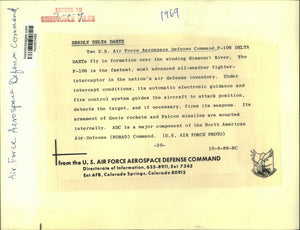 1969
DEADLY DELTA DARTS
Two U.S. Air Force Aerospace Defense Command F-106 DELTA
DARTs fly in formation over the winding Missouri River. The
F-106 is the fastest, most advanced all-weather fighter-
interceptor in the nation's air defense inventory. Under
intercept conditions, its automatic electronic guidance and
fire control system guides the aircraft to attack position,
detects the target, and if necessary, fires its weapons. Its
armament of Genie rockets and Falcon missiles are mounted
internally. ADC is a major component of the North American
Air Defense (NORAD) Command. (U.S. AIR FORCE PHOTO)
-30-
from the U. S. AIR FORCE AEROSPACE DEFENSE COMMAND
Directorate of Information, 635-8911, Ext 7343
Ent AFB, Colorado Springs, Colorado 80912
Air Force Aerospace Defense Command